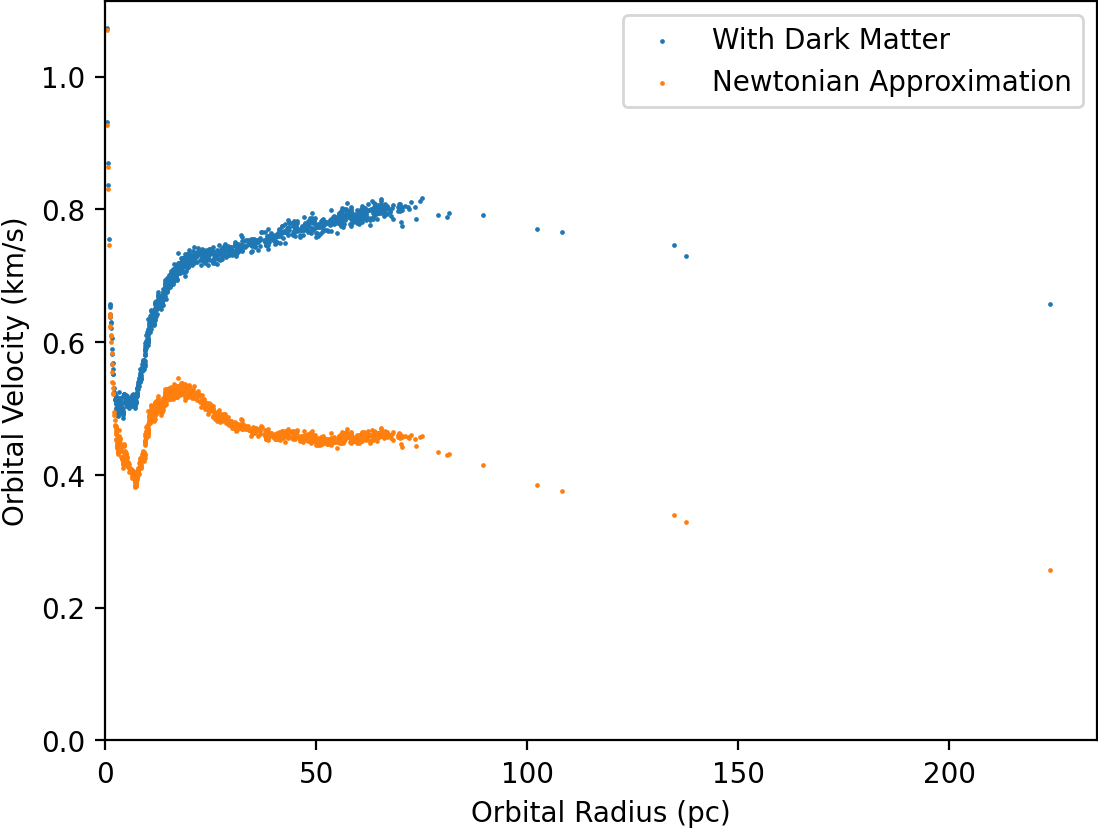 With Dark Matter
Newtonian Approximation
1.0
0.8
0.6
0.4
0.2
0.0
Orbital Velocity (km/s)
0 50 100 150 200
Orbital Radius (pc)